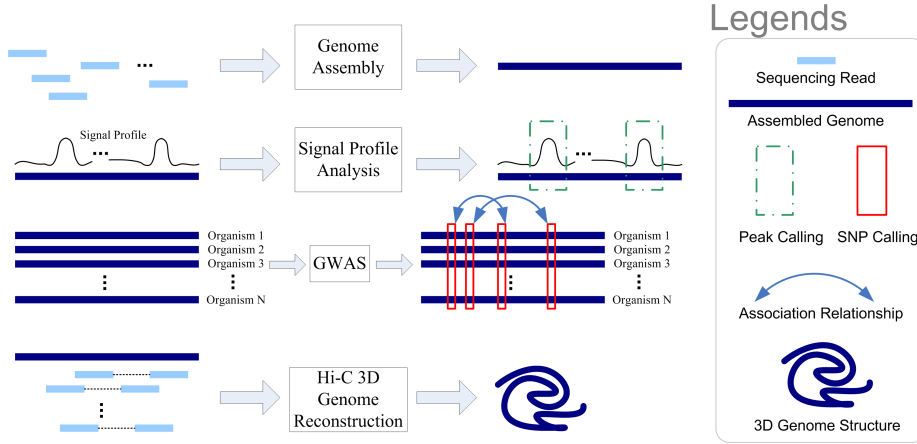 Legends
Genome
Assembly
Sequencing Read
Assembled Genome
Signal Profile
Signal Profile
Analysis
Peak Calling
SNP Calling
Organism 1
Organism 2
Organism 3
Organism N
GWAS
Organism 1
Organism 2
Organism 3
Organism N
Association Relationship
Hi-C 3D
Genome
Reconstruction
3D Genome Structure